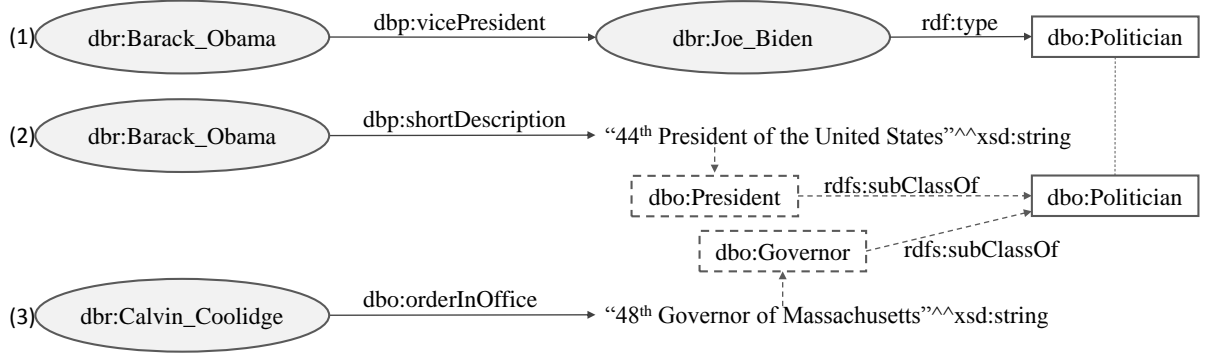 (1) dbr:Barack_Obama dbp:vicePresident dbr:Joe_Biden rdf:type dbo:Politician
(2) dbr:Barack_Obama dbp:shortDescription “44th President of the United States”^^xsd:string
dbo:President rdfs:subClassOf dbo:Politician
dbo:Governor rdfs:subClassOf
(3) dbr:Calvin_Coolidge dbo:orderInOffice “48th Governor of Massachusetts”^^xsd:string